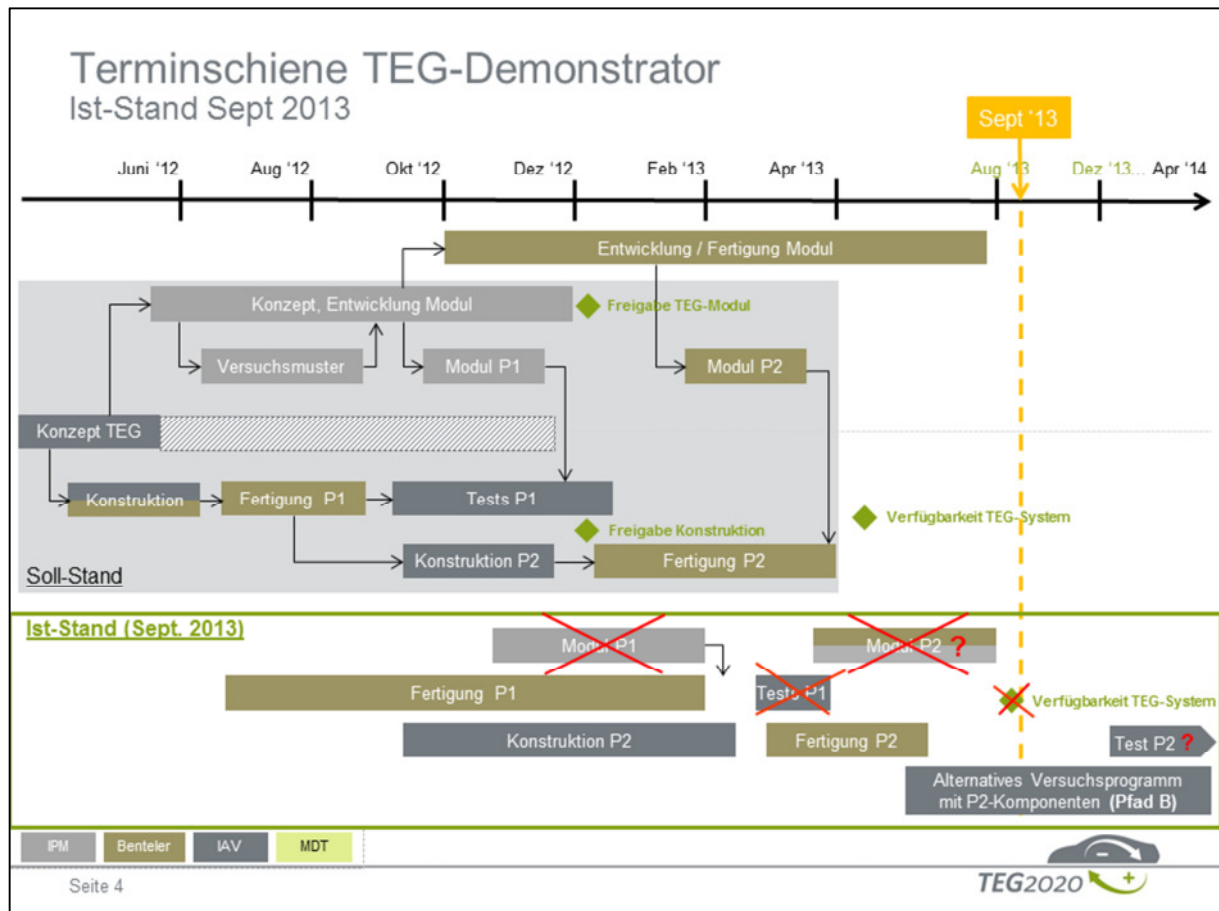 Terminschiene TEG-Demonstrator
Ist-Stand Sept 2013
Sept ‘13
Juni ‘12 Aug ‘12 Okt ‘12 Dez ‘12 Feb ‘13 Apr ‘13 Aug ‘13 Dez ‘13... Apr ‘14
Entwicklung / Fertigung Modul
Konzept, Entwicklung Modul
Freigabe TEG-Modul
Versuchsmuster
Modul P1
Modul P2
Konzept TEG
Konstruktion
Fertigung P1
Tests P1
Freigabe Konstruktion
Verfügbarkeit TEG-System
Konstruktion P2
Fertigung P2
Soll-Stand
Ist-Stand (Sept. 2013)
Modul P1
Modul P2 ?
Fertigung P1
Tests P1
Verfügbarkeit TEG-System
Konstruktion P2
Fertigung P2
Test P2 ?
Alternatives Versuchsprogramm
mit P2-Komponenten (Pfad B)
IPM
Benteler
IAV
MDT
Seite 4
TEG2020